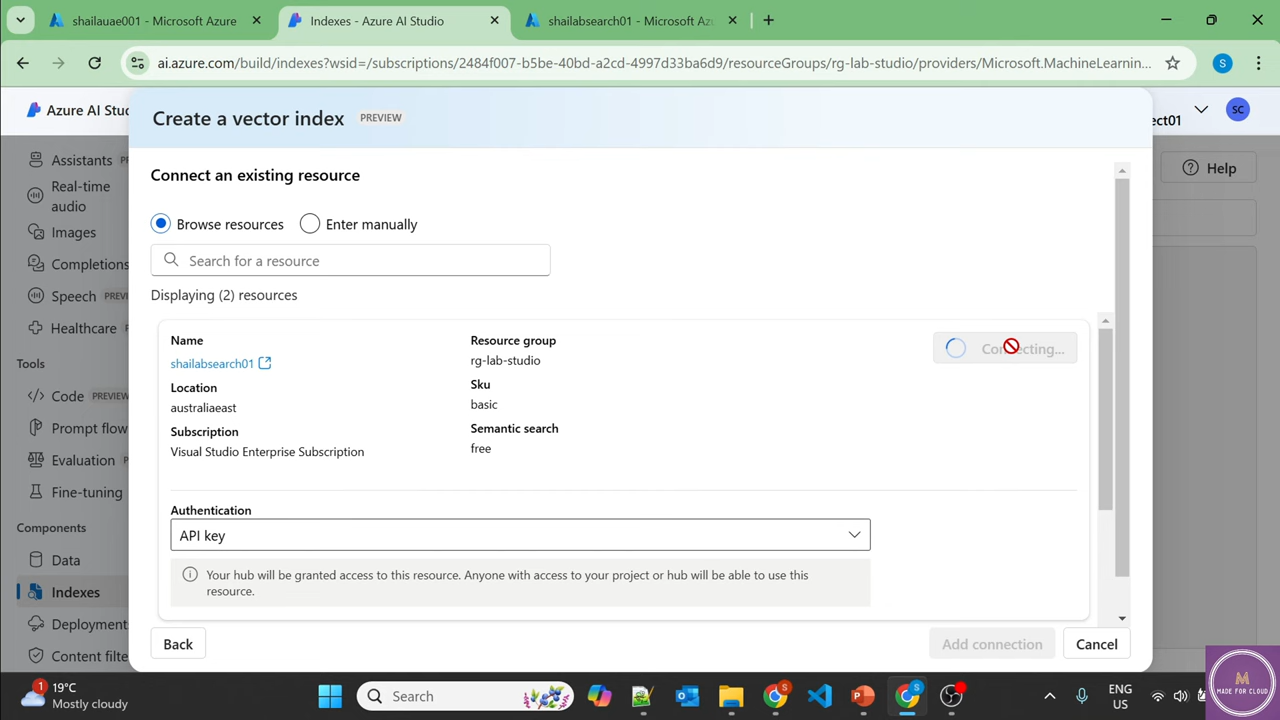 shailauae001 - Microsoft Azure
Indexes - Azure AI Studio
shailabsearch01 - Microsoft Azu
ai.azure.com/build/indexes?wsid=/subscriptions/2484f007-b5be-40bd-a2cd-4997d33ba6d9/resourceGroups/rg-lab-studio/providers/Microsoft.MachineLearnin...
S
Azure AI Stud
ect01
SC
Create a vector index PREVIEW
Help
Assistants PR
Real-time
audio
Images
Completions
Speech PREVIE
Healthcare P
Tools
Code PREVIEW
Prompt flow
Evaluation P
Fine-tuning
Components
Data
Indexes
Deployment
Content filte
Connect an existing resource
Browse resources
Enter manually
Search for a resource
Displaying (2) resources
Name
shailabsearch01
Location
australiaeast
Subscription
Visual Studio Enterprise Subscription
Resource group
rg-lab-studio
Sku
basic
Semantic search
free
Connecting...
Authentication
API key
Your hub will be granted access to this resource. Anyone with access to your project or hub will be able to use this
resource.
Back
Add connection
Cancel
1
19°C
Mostly cloudy
Search
S
S
ENG
US
M
MADE FOR CLOUD